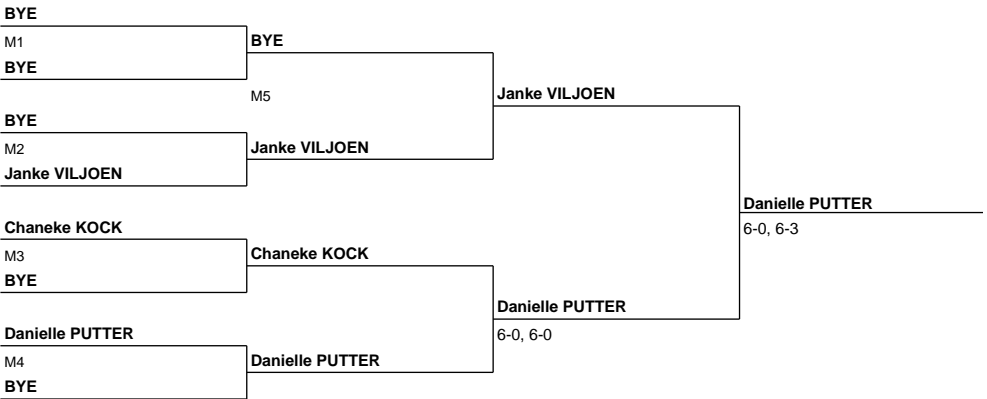 BYE
M1
BYE
BYE
M5
BYE
M2
Janke VILJOEN
Janke VILJOEN
Janke VILJOEN
Chaneke KOCK
M3
BYE
Chaneke KOCK
Danielle PUTTER
M4
BYE
Danielle PUTTER
Danielle PUTTER
6-0, 6-0
Danielle PUTTER
6-0, 6-3